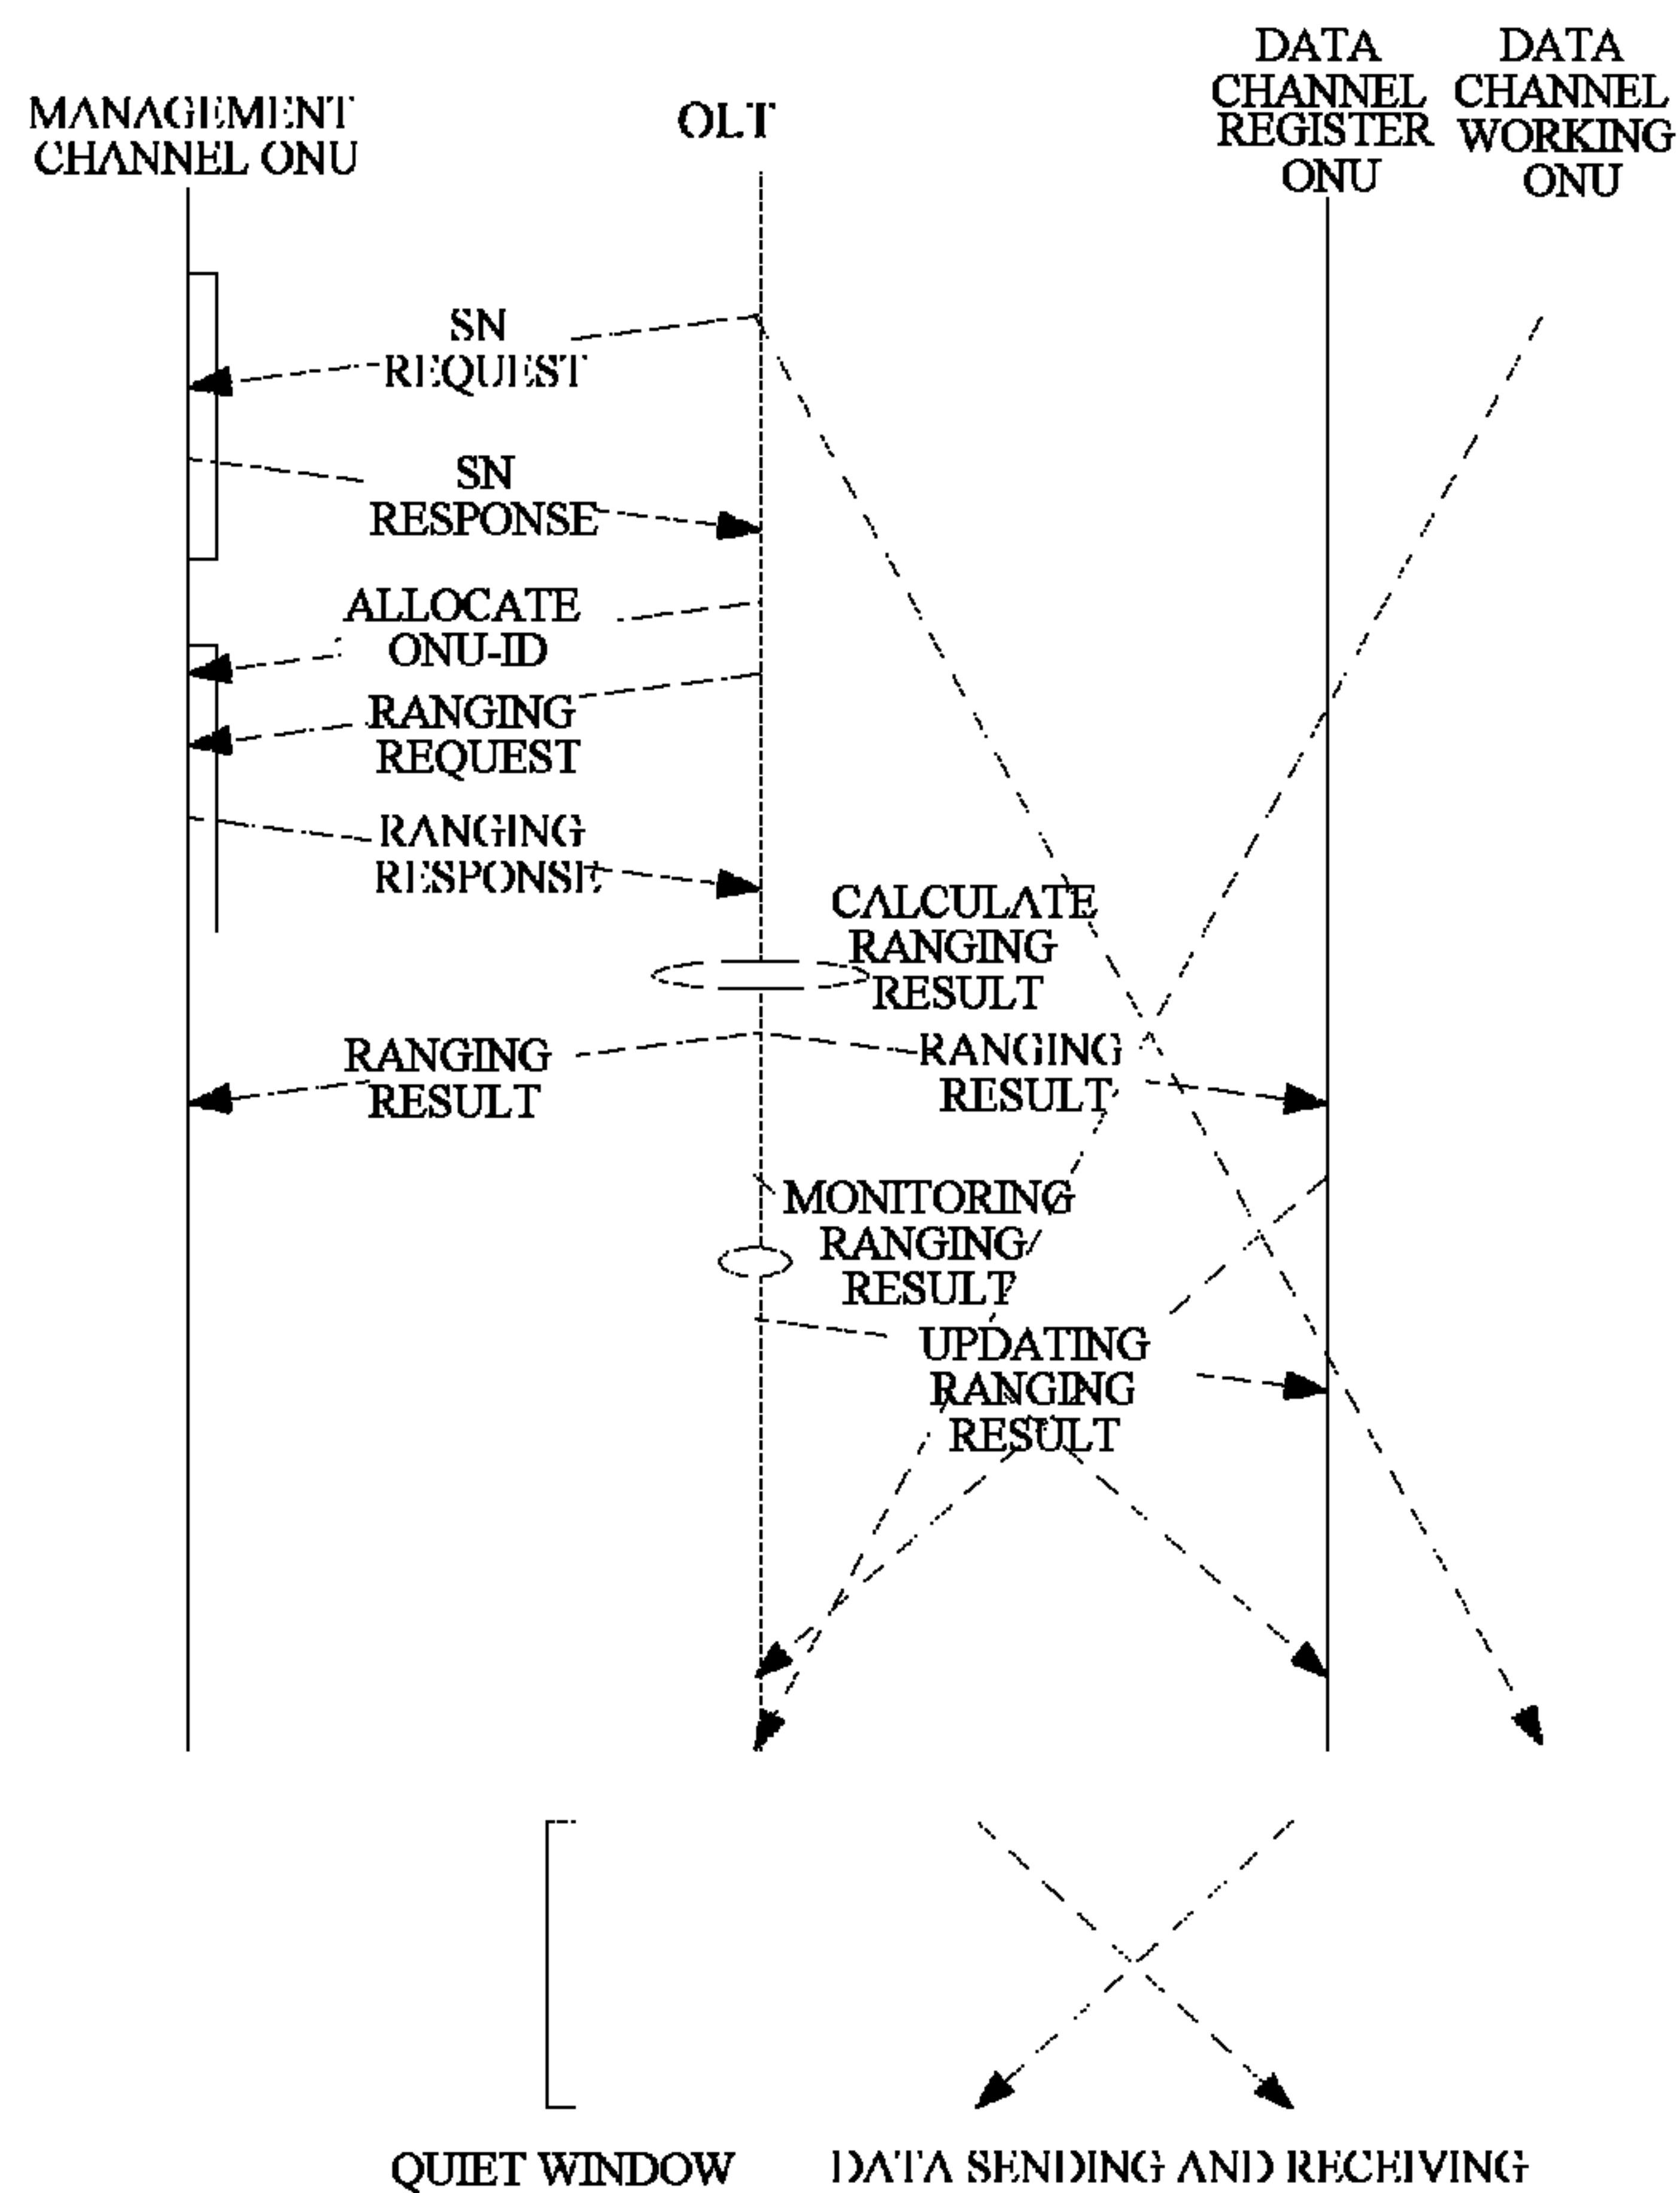 MANAGEMENT
CHANNEL ONU
OLT
DATA
CHANNEL
REGISTER
ONU
DATA
CHANNEL
WORKING
ONU
SN
REQUEST
SN
RESPONSE
ALLOCATE
ONU-ID
RANGING
REQUEST
RANGING
RESPONSE
CALCULATE
RANGING
RESULT
RANGING
RESULT
RANGING
RESULT
MONITORING
RANGING
RESULT
UPDATING
RANGING
RESULT
QUIET WINDOW
DATA SENDING AND RECEIVING